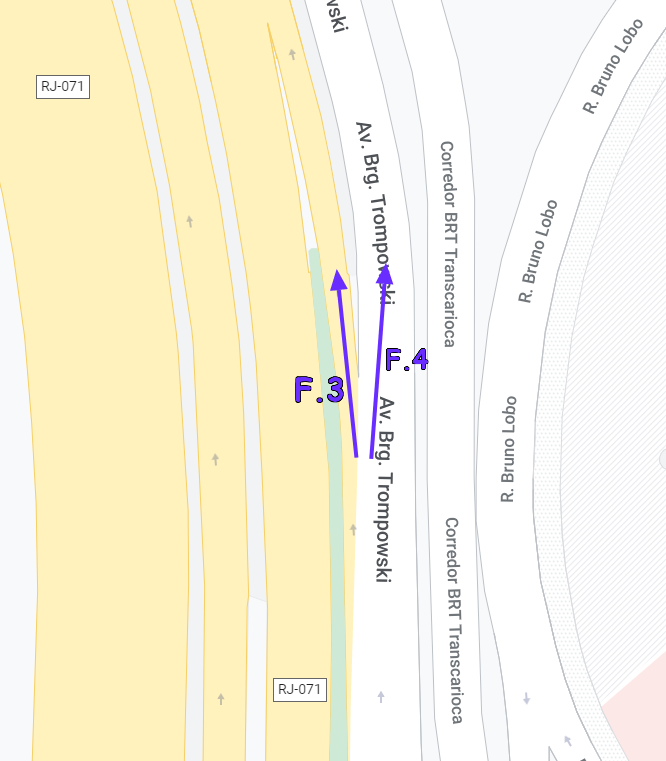 R. Bruno Lobo
RJ-071
Av. Brg. Trompowski
Corredor BRT Transcarioca
R. Bruno Lobo
F.4
F.3
R. Bruno Lobo
Av. Brg. Trompowski
Corredor BRT Transcarioca
RJ-071